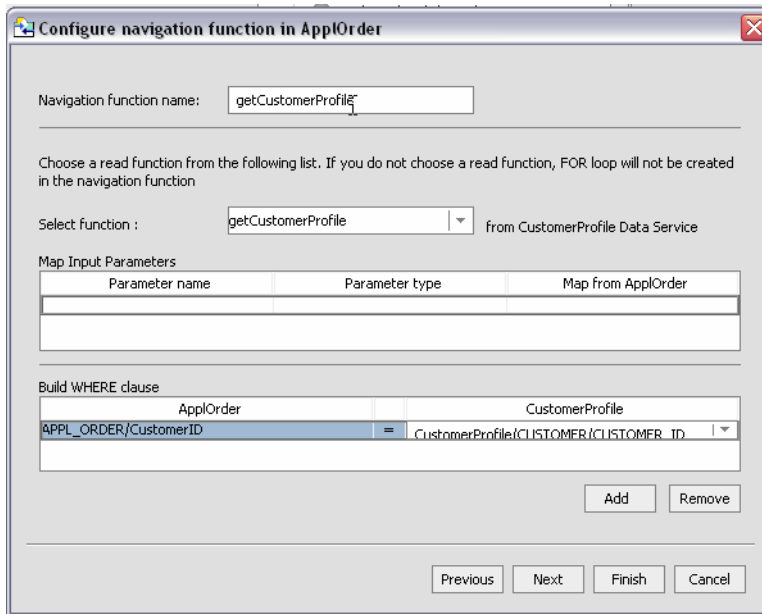 Configure navigation function in ApplOrder
Navigation function name: getCustomerProfile
Choose a read function from the following list. If you do not choose a read function, FOR loop will not be created
in the navigation function
Select function : getCustomerProfile from CustomerProfile Data Service
Map Input Parameters
Parameter name Parameter type Map from ApplOrder
Build WHERE clause
ApplOrder CustomerProfile
APPL_ORDER/CustomerID = CustomerProfile/CUSTOMER/CUSTOMER_ID
Add Remove
Previous Next Finish Cancel